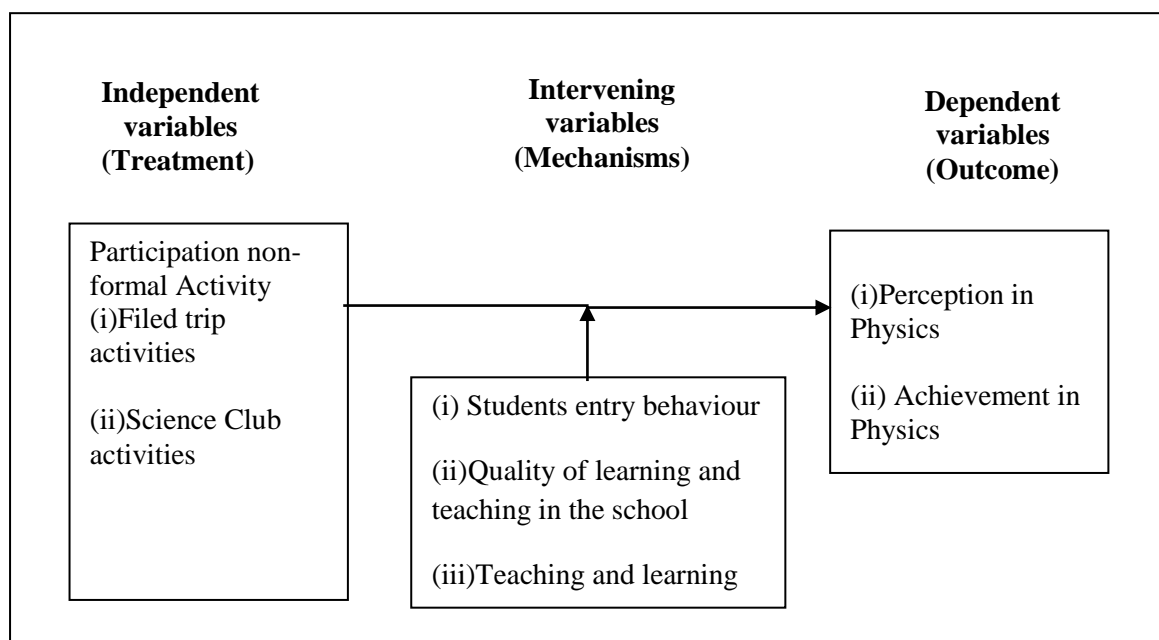 Independent
variables
(Treatment)
Intervening
variables
(Mechanisms)
Dependent
variables
(Outcome)
Participation non-
formal Activity
(i)Filed trip
activities
(ii)Science Club
activities
(i) Students entry behaviour
(ii)Quality of learning and
teaching in the school
(iii)Teaching and learning
(i)Perception in
Physics
(ii) Achievement in
Physics